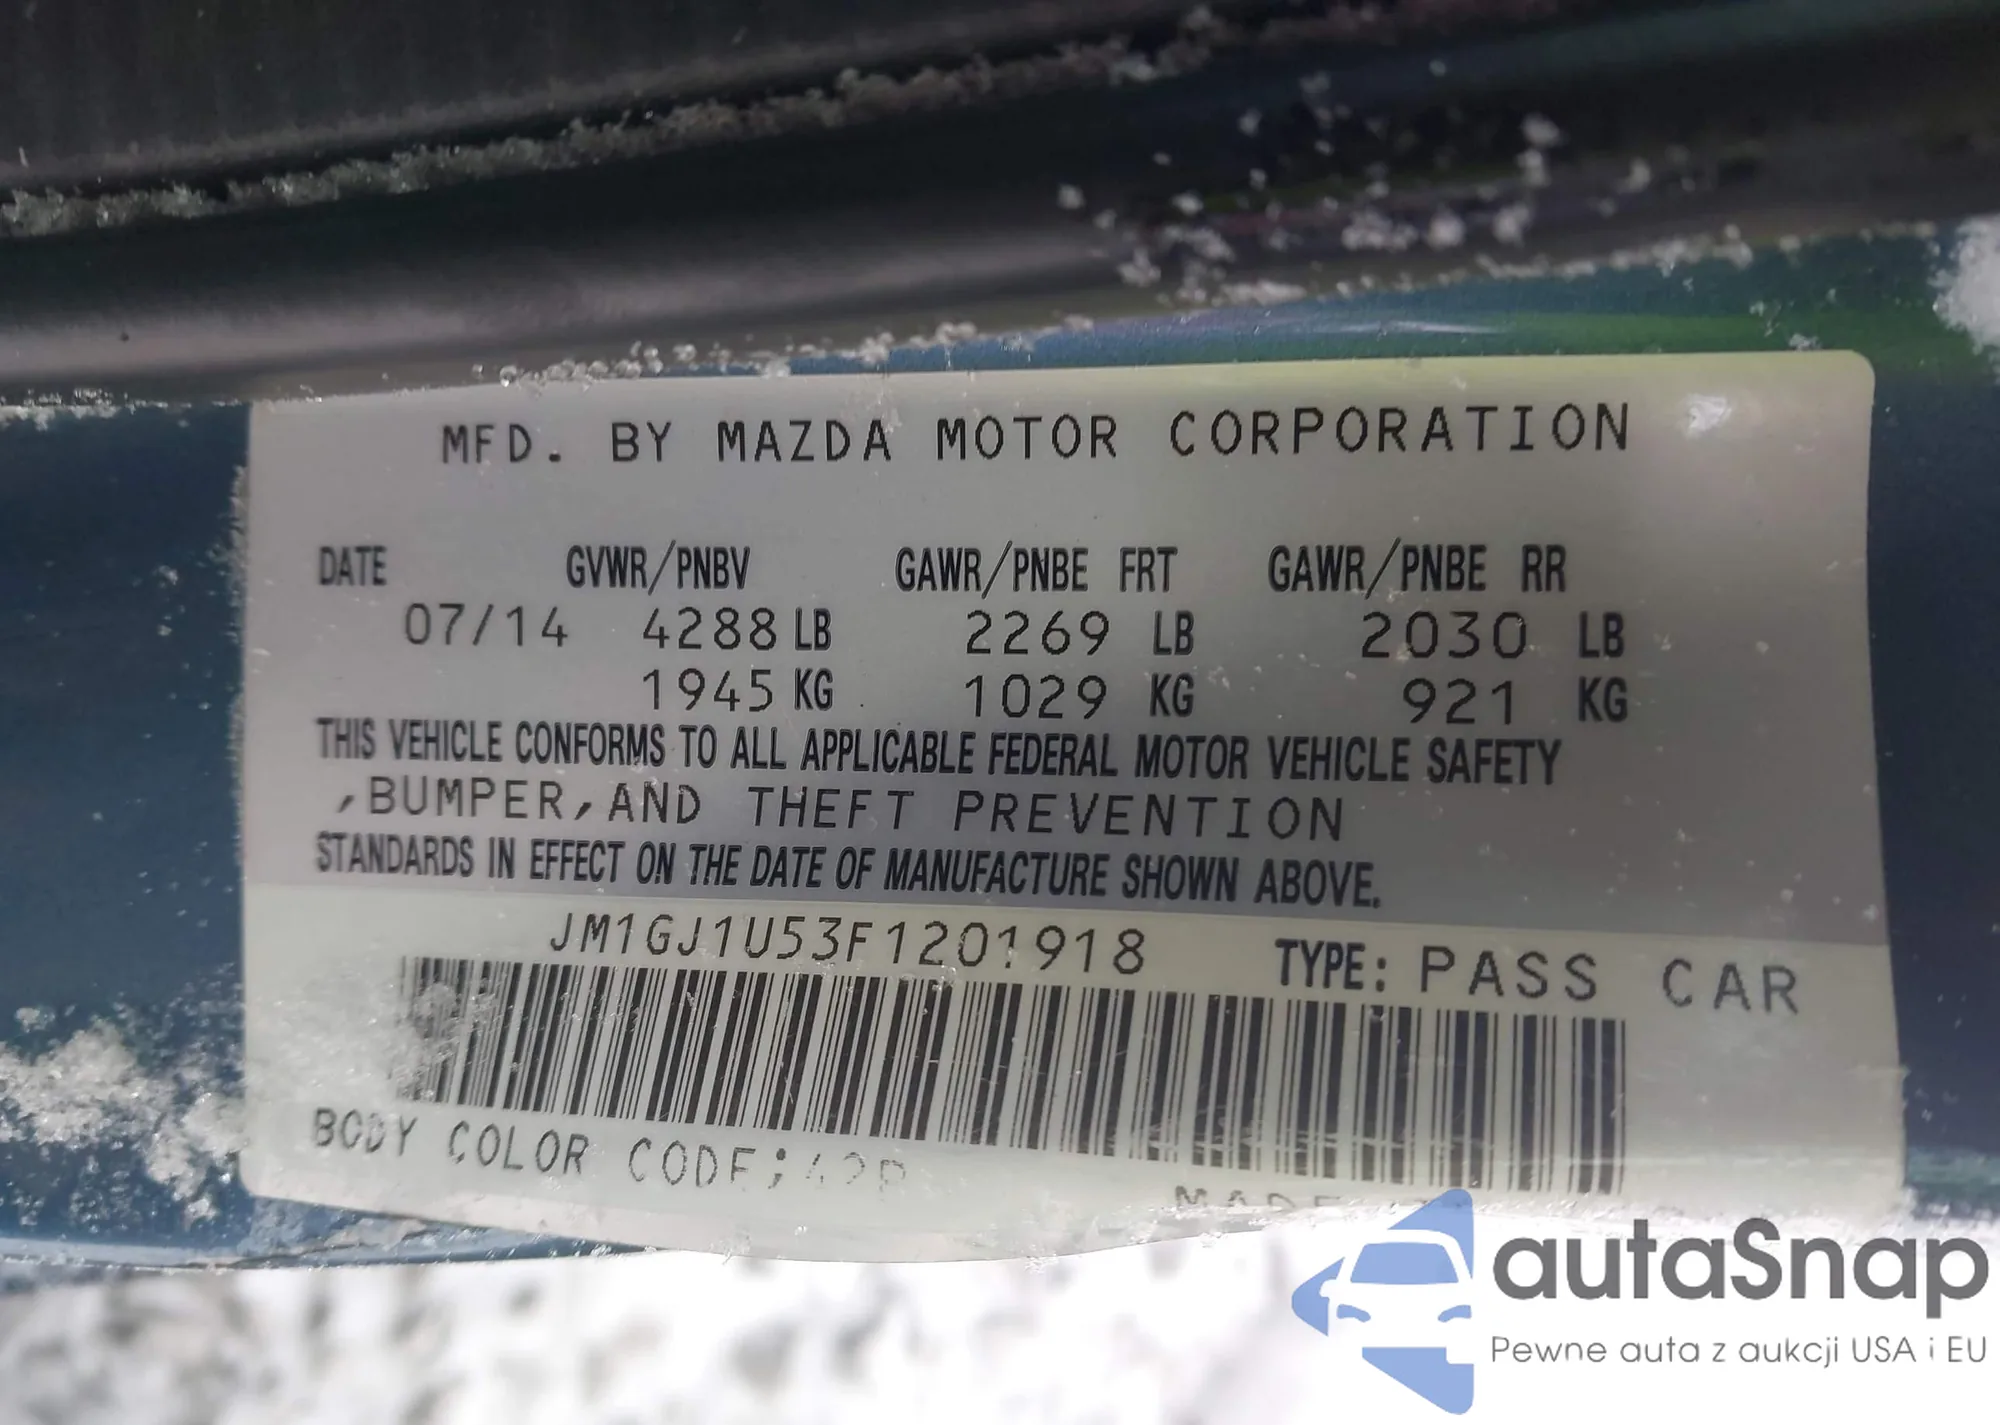 MFD. BY MAZDA MOTOR CORPORATION
DATE GVWR/PNBV GAWR/PNBE FRT GAWR/PNBE RR
07/14 4288 LB 2269 LB 2030 LB
1945 KG 1029 KG 921 KG
THIS VEHICLE CONFORMS TO ALL APPLICABLE FEDERAL MOTOR VEHICLE SAFETY
,BUMPER,AND THEFT PREVENTION
STANDARDS IN EFFECT ON THE DATE OF MANUFACTURE SHOWN ABOVE.
JM1GJ1U53F1201918 TYPE: PASS CAR
BODY COLOR CODE;
MADE
autaSnap
Pewne auta z aukcji USA i EU